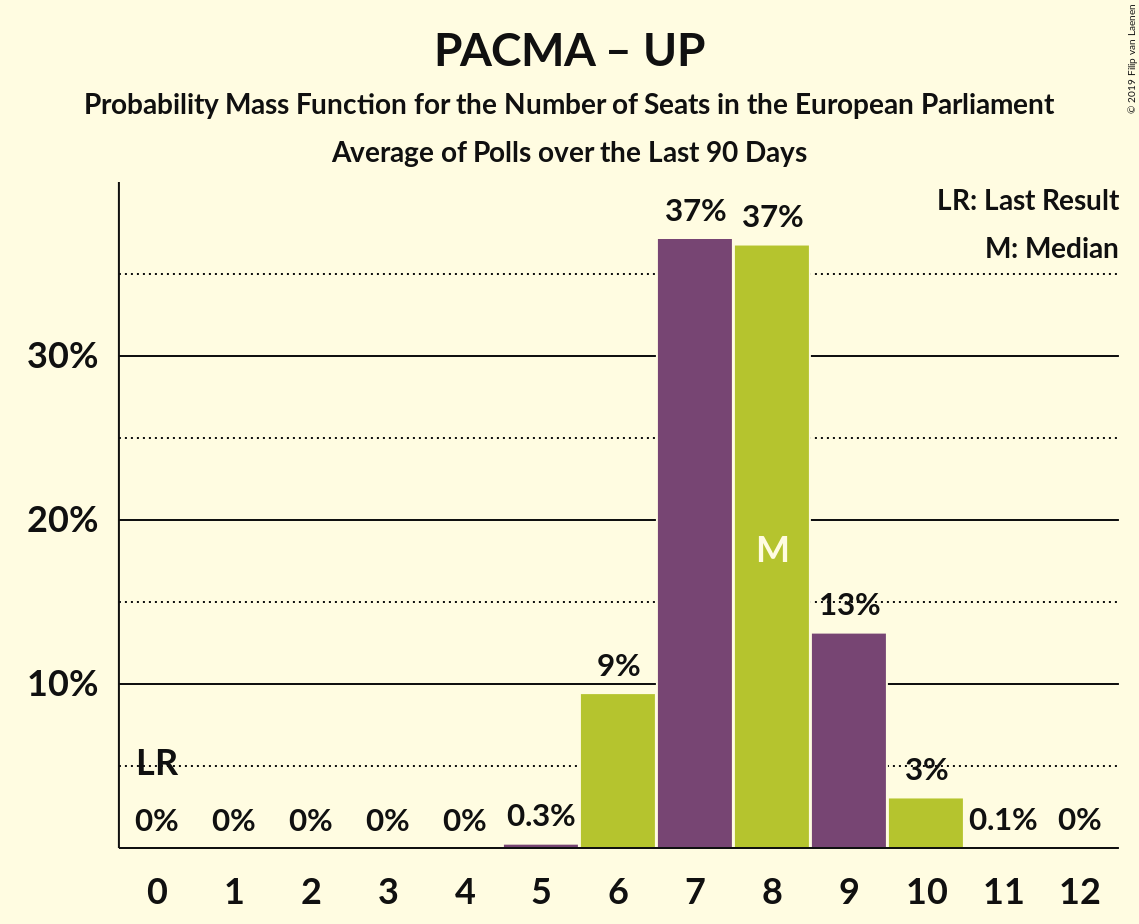 PACMA – UP
Probability Mass Function for the Number of Seats in the European Parliament
Average of Polls over the Last 90 Days
© 2019 Filip van Laenen
LR: Last Result
M: Median
37%
37%
30%
20%
M
13%
9%
10%
LR
3%
0%
0%
0%
0%
0%
0.3%
0.1%
0%
0 1 2 3 4 5 6 7 8 9 10 11 12